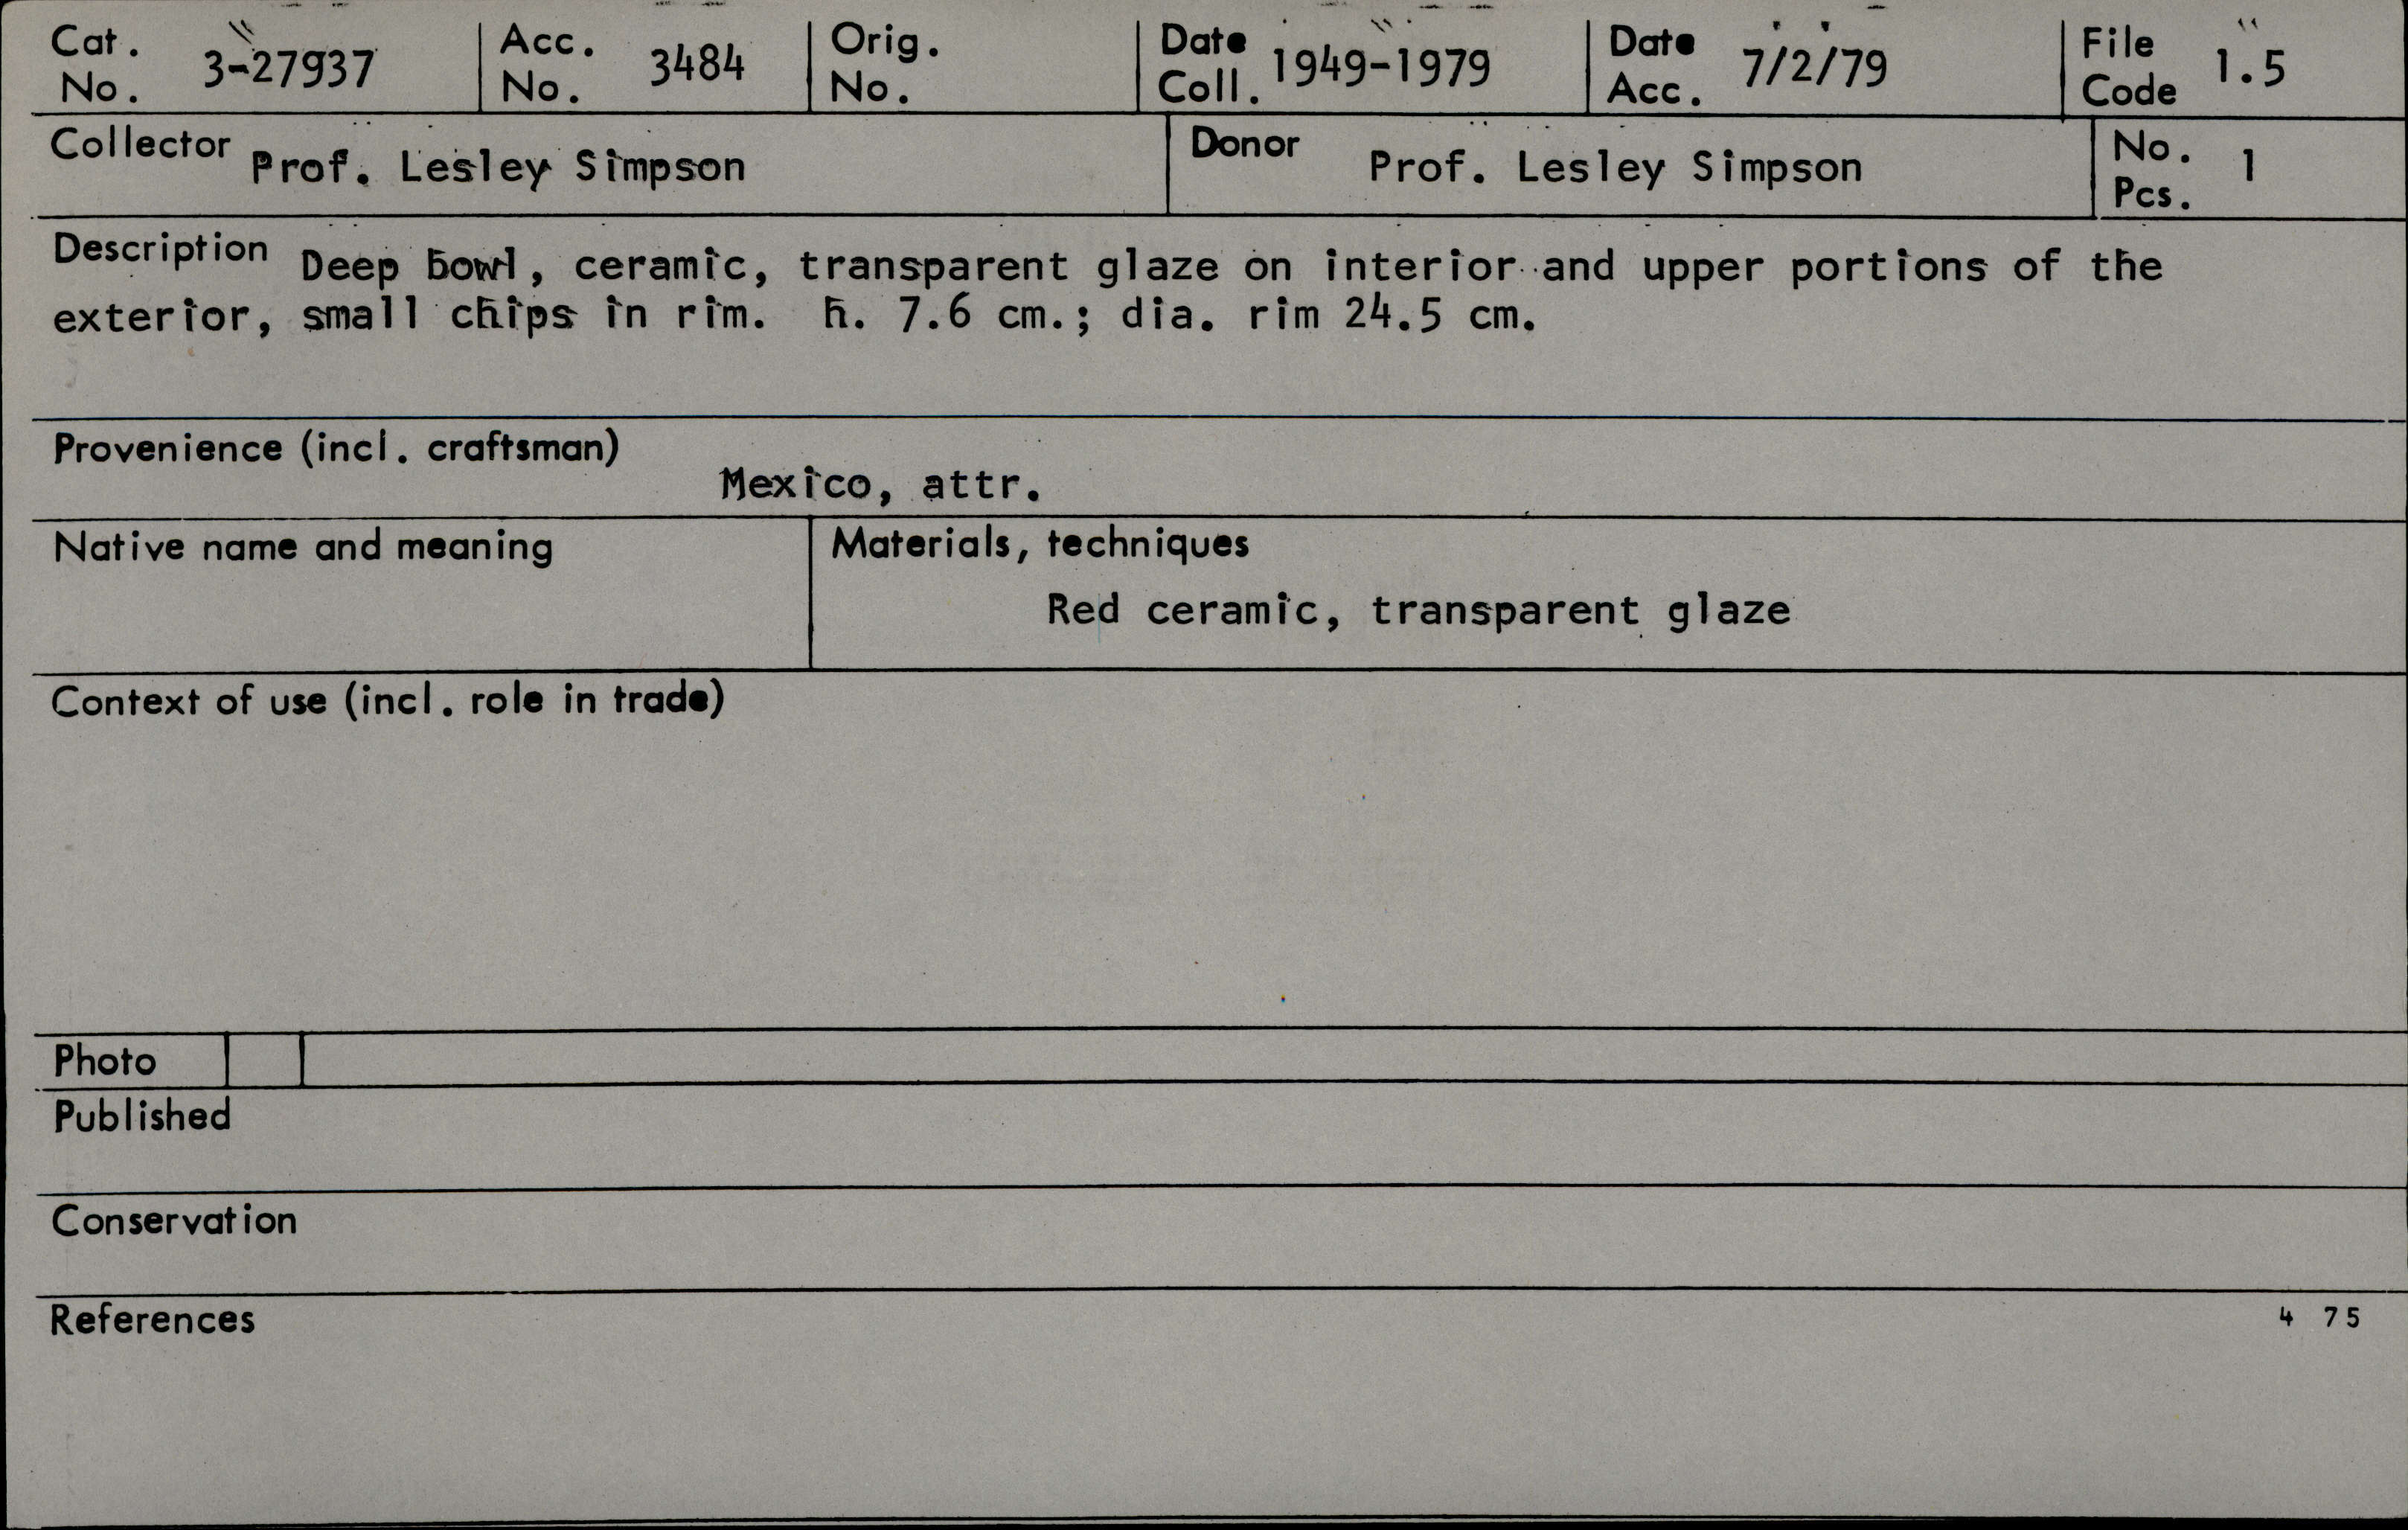 Cat. No. 3-27937 Acc. No. 3484 Orig. No. Date Coll. 1949-1979 Date Acc. 7/2/79 File Code 1.5
Collector Prof. Lesley Simpson Donor Prof. Lesley Simpson No. Pcs. 1
Description Deep bowl, ceramic, transparent glaze on interior and upper portions of the
exterior, small chips in rim. h. 7.6 cm.; dia. rim 24.5 cm.
Provenience (incl. craftsman)
Mexico, attr.
Native name and meaning Materials, techniques
Red ceramic, transparent glaze
Context of use (incl. role in trade)
Photo
Published
Conservation
References 4 75